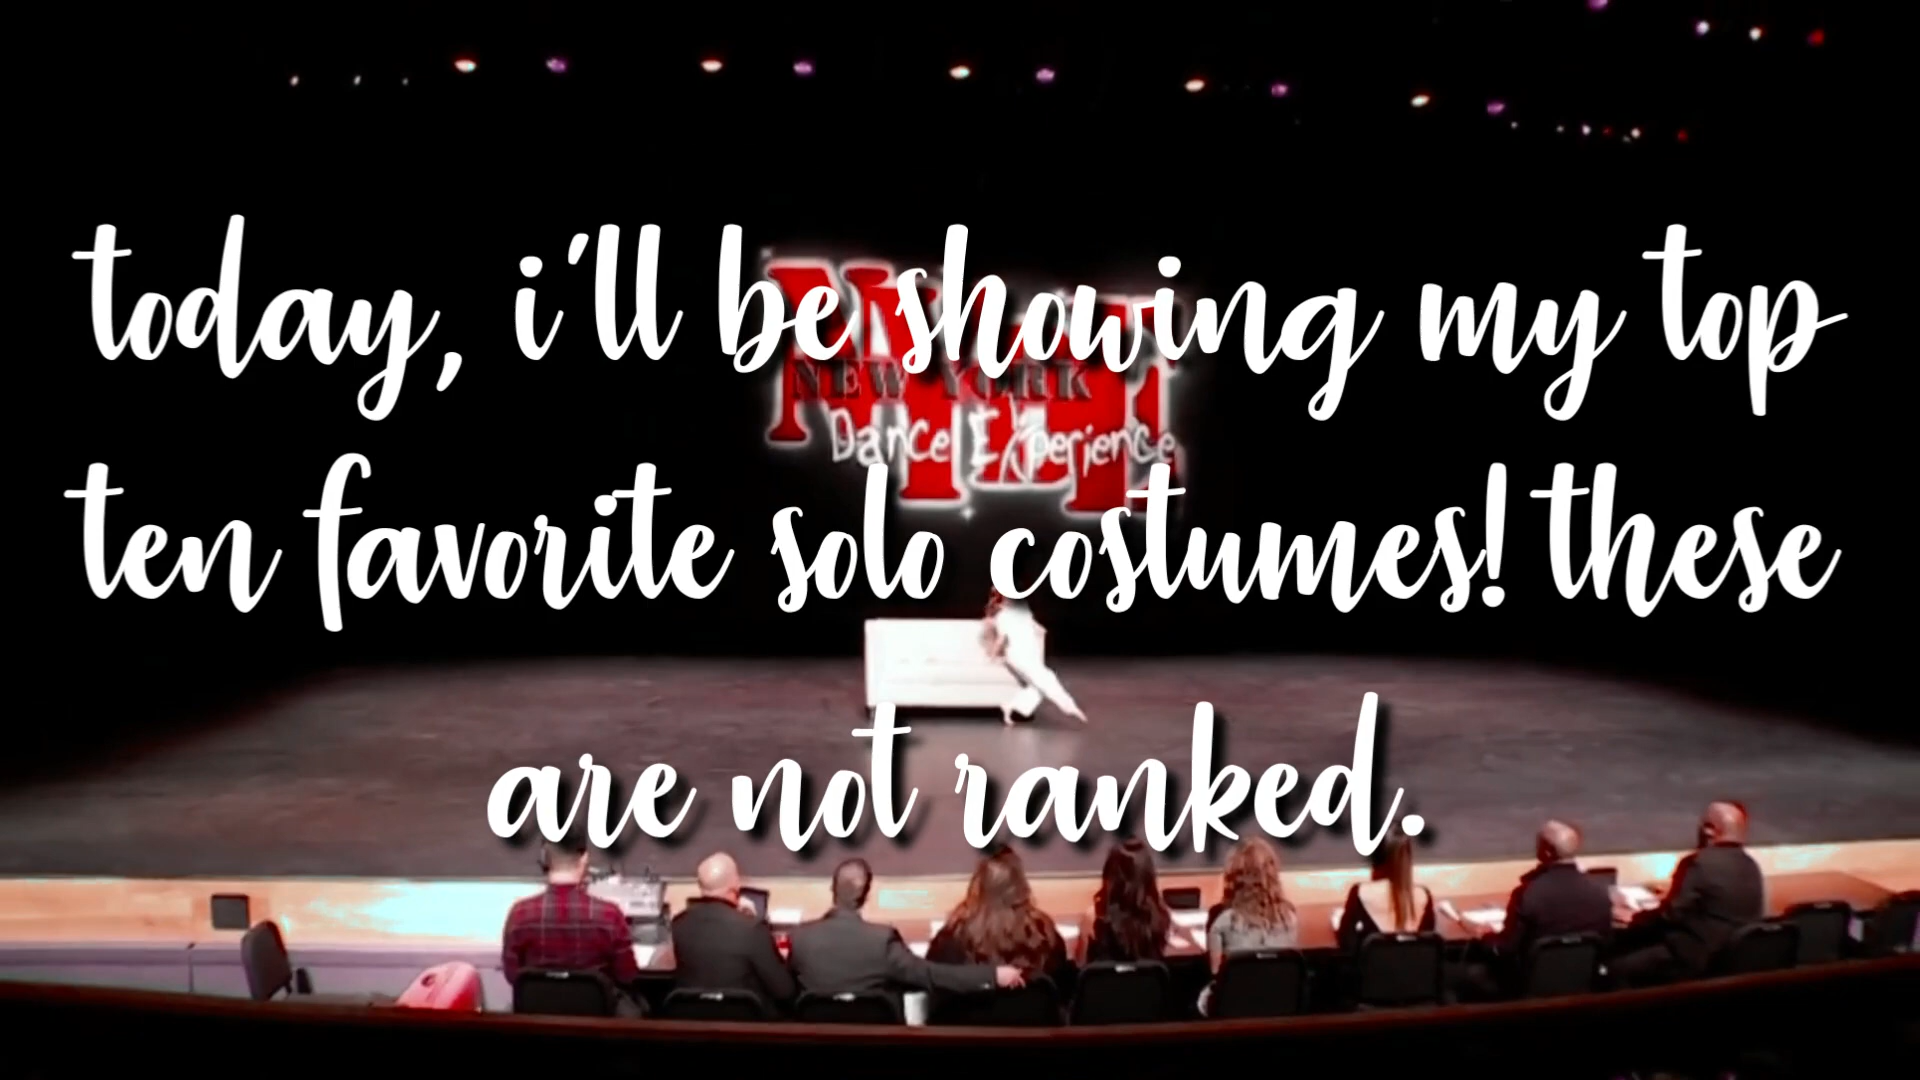 today, i'll be showing my top
ten favorite solo costumes! these
are not ranked.
NEW YORK
Dance Experience